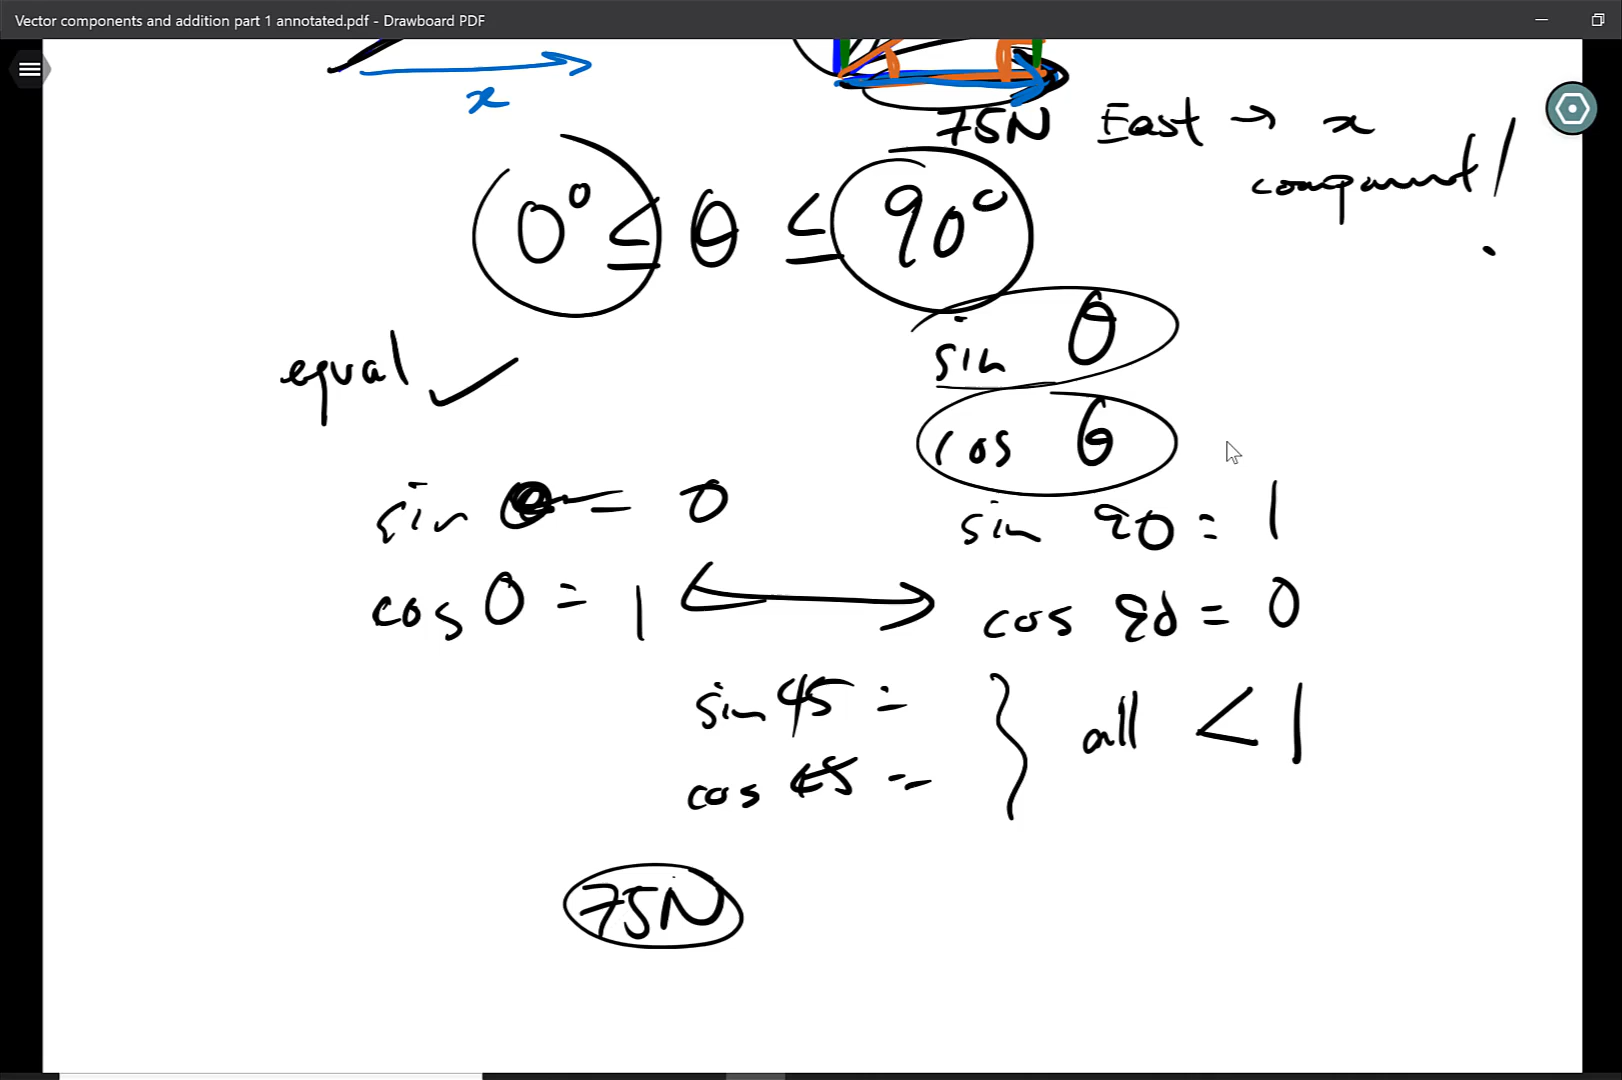 Vector components and addition part 1 annotated.pdf - Drawboard PDF
x
75N East → x
component!
0° ≤ θ ≤ 90°
sin θ
equal ✓
cos θ
sin 0 = 0
sin 90 = 1
cos 0 = 1
cos 90 = 0
sin 45 =
all < 1
cos 45 =
75N